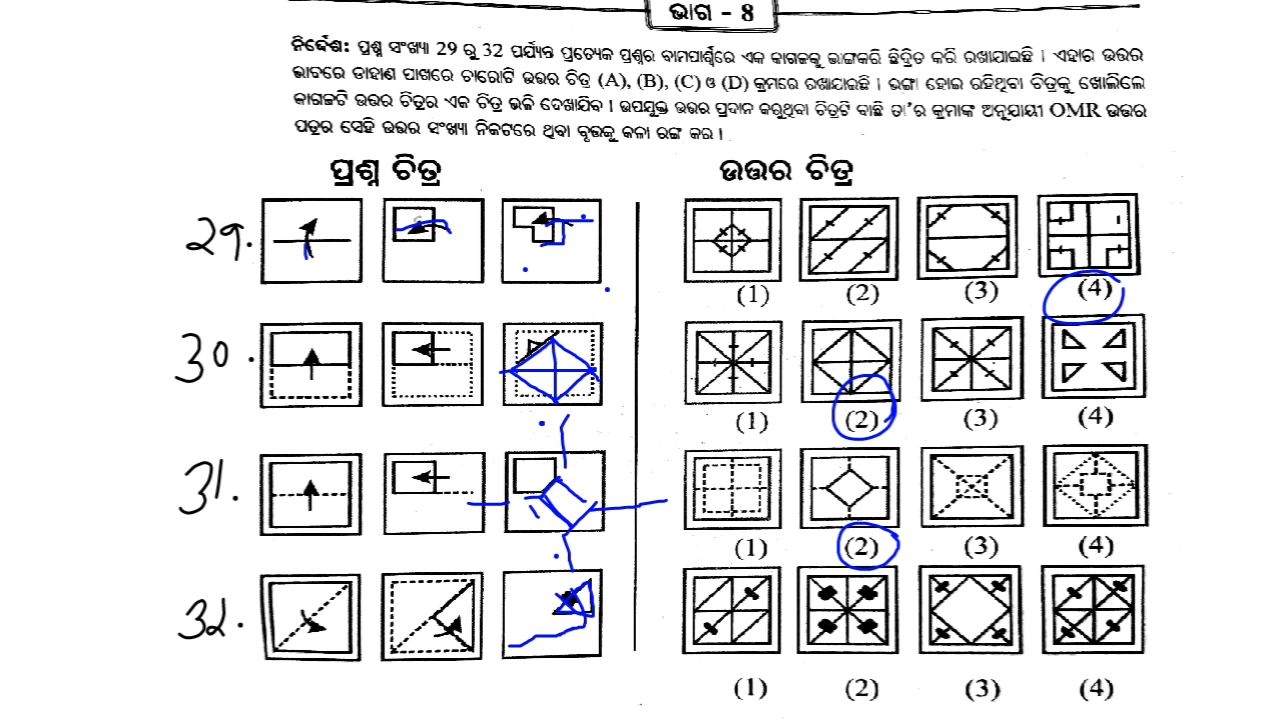 ଭାଗ - 8
ନିର୍ଦ୍ଦେଶ: ପ୍ରଶ୍ନ ସଂଖ୍ୟା 29 ରୁ 32 ପର୍ଯ୍ୟନ୍ତ ପ୍ରତ୍ୟେକ ପ୍ରଶ୍ନର ବାମପାର୍ଶ୍ୱରେ ଏକ କାଗଜକୁ ଭାଙ୍ଗକରି ଛିଦ୍ରିତ କରି ରଖାଯାଇଛି । ଏହାର ଉତ୍ତର
ଭାବରେ ଡାହାଣ ପାଖରେ ଚାରୋଟି ଉତ୍ତର ଚିତ୍ର (A), (B), (C) ଓ (D) କ୍ରମରେ ରଖାଯାଇଛି । ଭଙ୍ଗା ହୋଇ ରହିଥିବା ଚିତ୍ରକୁ ଖୋଲିଲେ
କାଗଜଟି ଉତ୍ତର ଚିତ୍ରର ଏକ ଚିତ୍ର ଭଳି ଦେଖାଯିବ । ଉପଯୁକ୍ତ ଉତ୍ତର ପ୍ରଦାନ କରୁଥିବା ଚିତ୍ରଟି ବାଛି ତା'ର କ୍ରମାଙ୍କ ଅନୁଯାୟୀ OMR ଉତ୍ତର
ପତ୍ରର ସେହି ଉତ୍ତର ସଂଖ୍ୟା ନିକଟରେ ଥିବା ବୃତ୍ତକୁ କଳା ରଙ୍ଗ କର ।
ପ୍ରଶ୍ନ ଚିତ୍ର ଉତ୍ତର ଚିତ୍ର
29.
(1) (2) (3) (4)
30.
(1) (2) (3) (4)
31.
(1) (2) (3) (4)
32.
(1) (2) (3) (4)